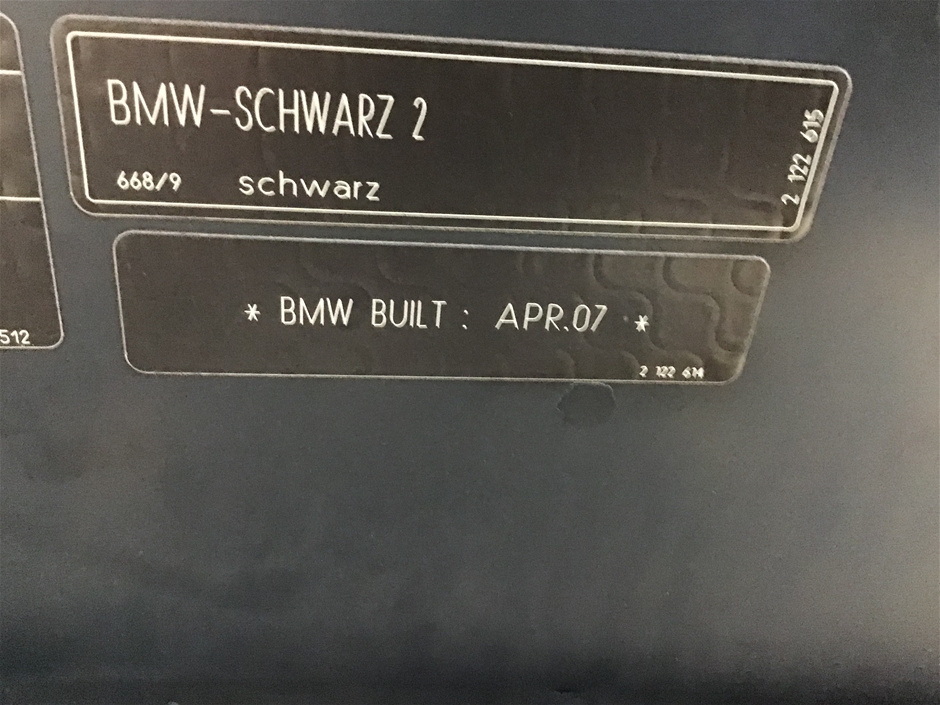 BMW-SCHWARZ 2
668/9 schwarz
2 122 615
* BMW BUILT : APR.07 *
2 122 614
512